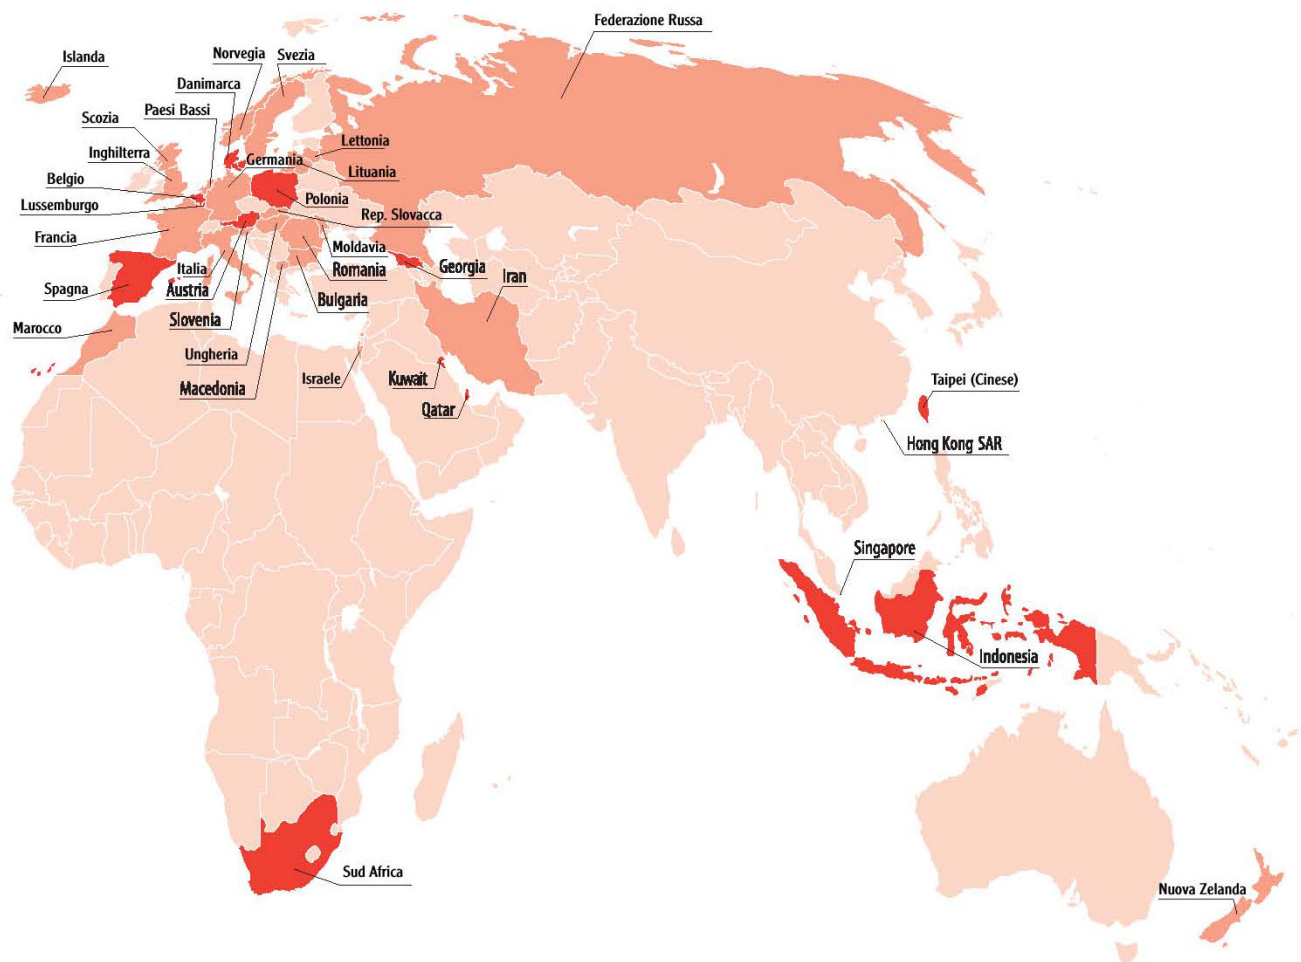 Federazione Russa
Islanda
Norvegia
Svezia
Danimarca
Paesi Bassi
Scozia
Inghilterra
Belgio
Lussemburgo
Francia
Spagna
Marocco
Germania
Lettonia
Lituania
Polonia
Rep. Slovacca
Moldavia
Romania
Bulgaria
Georgia
Iran
Italia
Austria
Slovenia
Ungheria
Macedonia
Israele
Kuwait
Qatar
Taipei (Cinese)
Hong Kong SAR
Singapore
Indonesia
Sud Africa
Nuova Zelanda